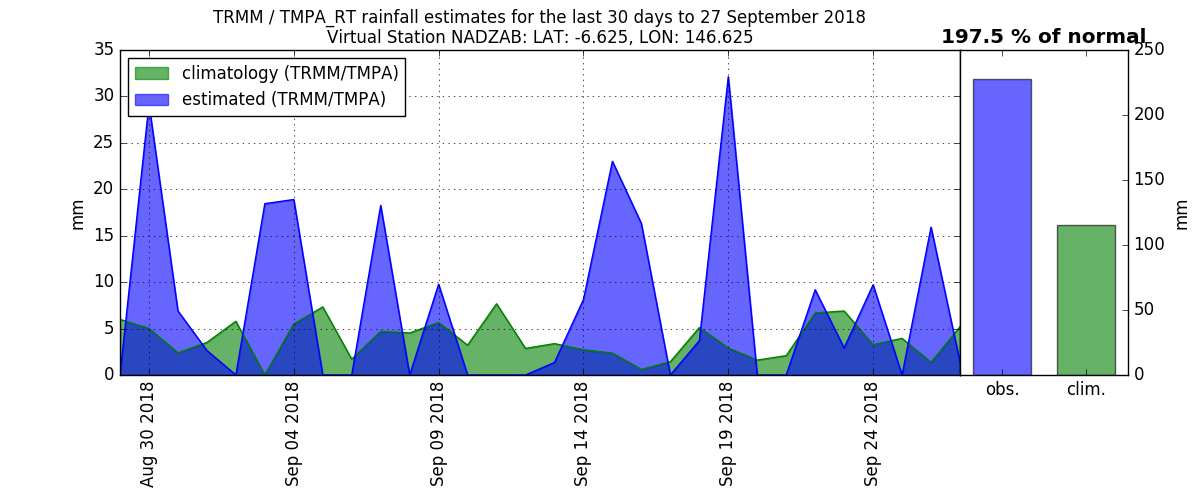 TRMM / TMPA_RT rainfall estimates for the last 30 days to 27 September 2018
Virtual Station NADZAB: LAT: -6.625, LON: 146.625
197.5 % of normal
climatology (TRMM/TMPA)
estimated (TRMM/TMPA)
35
30
25
20
15
10
5
0
mm
Aug 30 2018
Sep 04 2018
Sep 09 2018
Sep 14 2018
Sep 19 2018
Sep 24 2018
obs.
clim.
250
200
150
100
50
0
mm